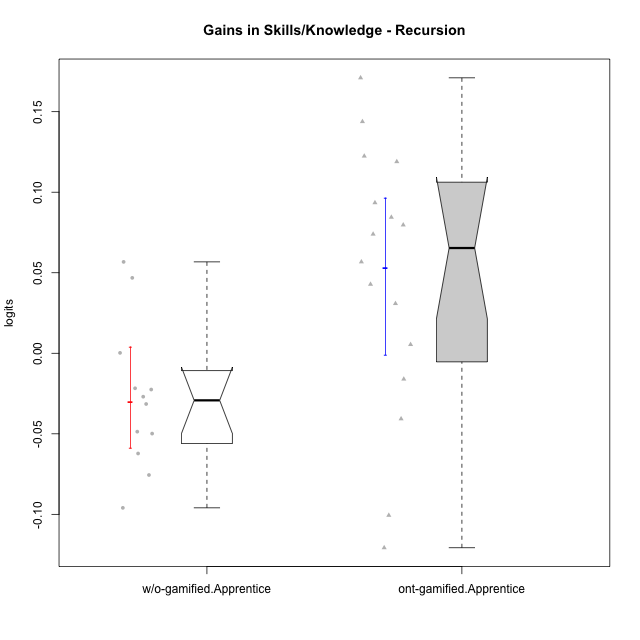 Gains in Skills/Knowledge - Recursion
logits
0.15
0.10
0.05
0.00
-0.05
-0.10
w/o-gamified.Apprentice
ont-gamified.Apprentice